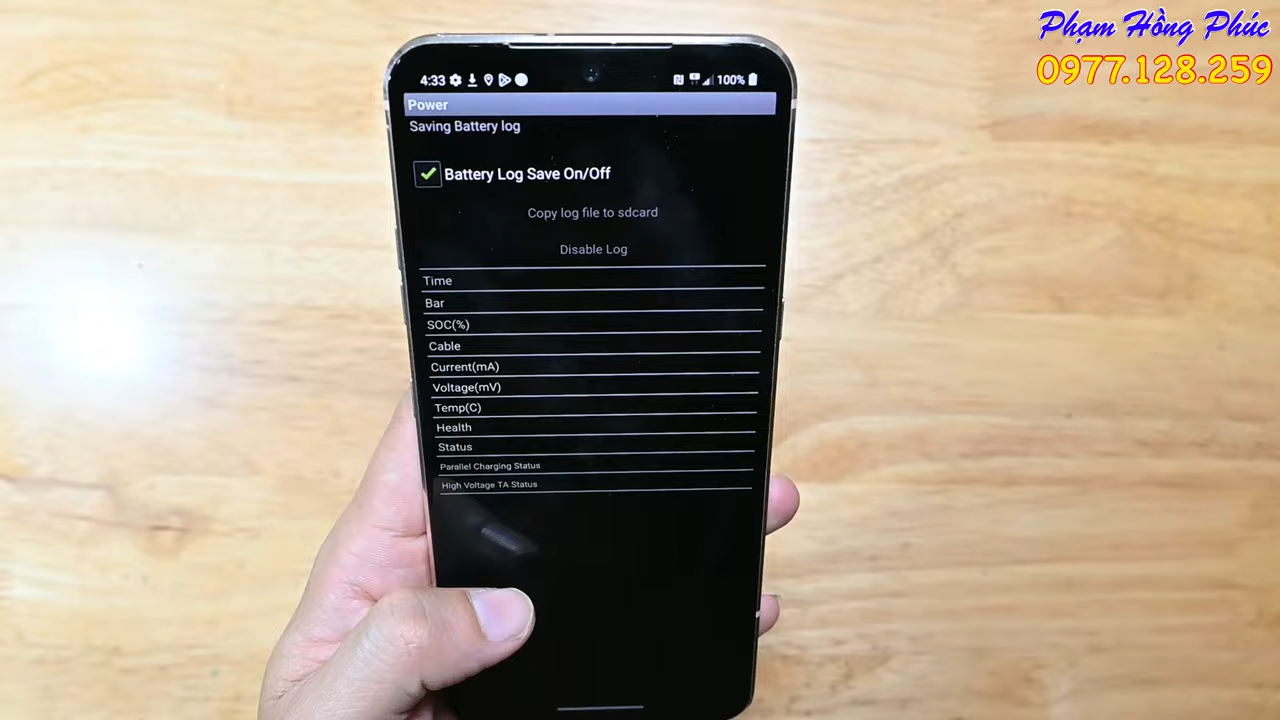 Phạm Hồng Phúc
0977.128.259
4:33 100%
Power
Saving Battery log
Battery Log Save On/Off
Copy log file to sdcard
Disable Log
Time
Bar
SOC(%)
Cable
Current(mA)
Voltage(mV)
Temp(C)
Health
Status
Parallel Charging Status
High Voltage TA Status